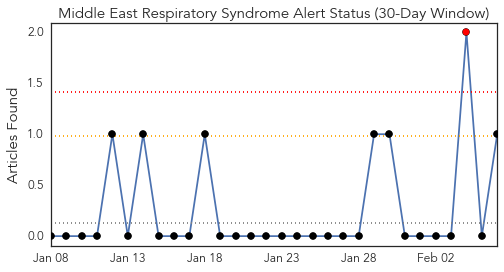 Middle East Respiratory Syndrome Alert Status (30-Day Window)
Articles Found
2.0
1.5
1.0
0.5
0.0
Jan 08 Jan 13 Jan 18 Jan 23 Jan 28 Feb 02